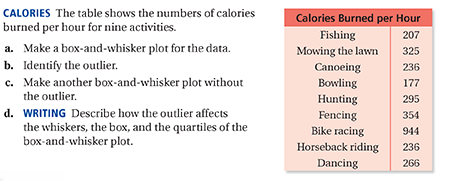 CALORIES The table shows the numbers of calories
burned per hour for nine activities.
a. Make a box-and-whisker plot for the data.
b. Identify the outlier.
c. Make another box-and-whisker plot without
the outlier.
d. WRITING Describe how the outlier affects
the whiskers, the box, and the quartiles of the
box-and-whisker plot.
Calories Burned per Hour
Fishing 207
Mowing the lawn 325
Canoeing 236
Bowling 177
Hunting 295
Fencing 354
Bike racing 944
Horseback riding 236
Dancing 266